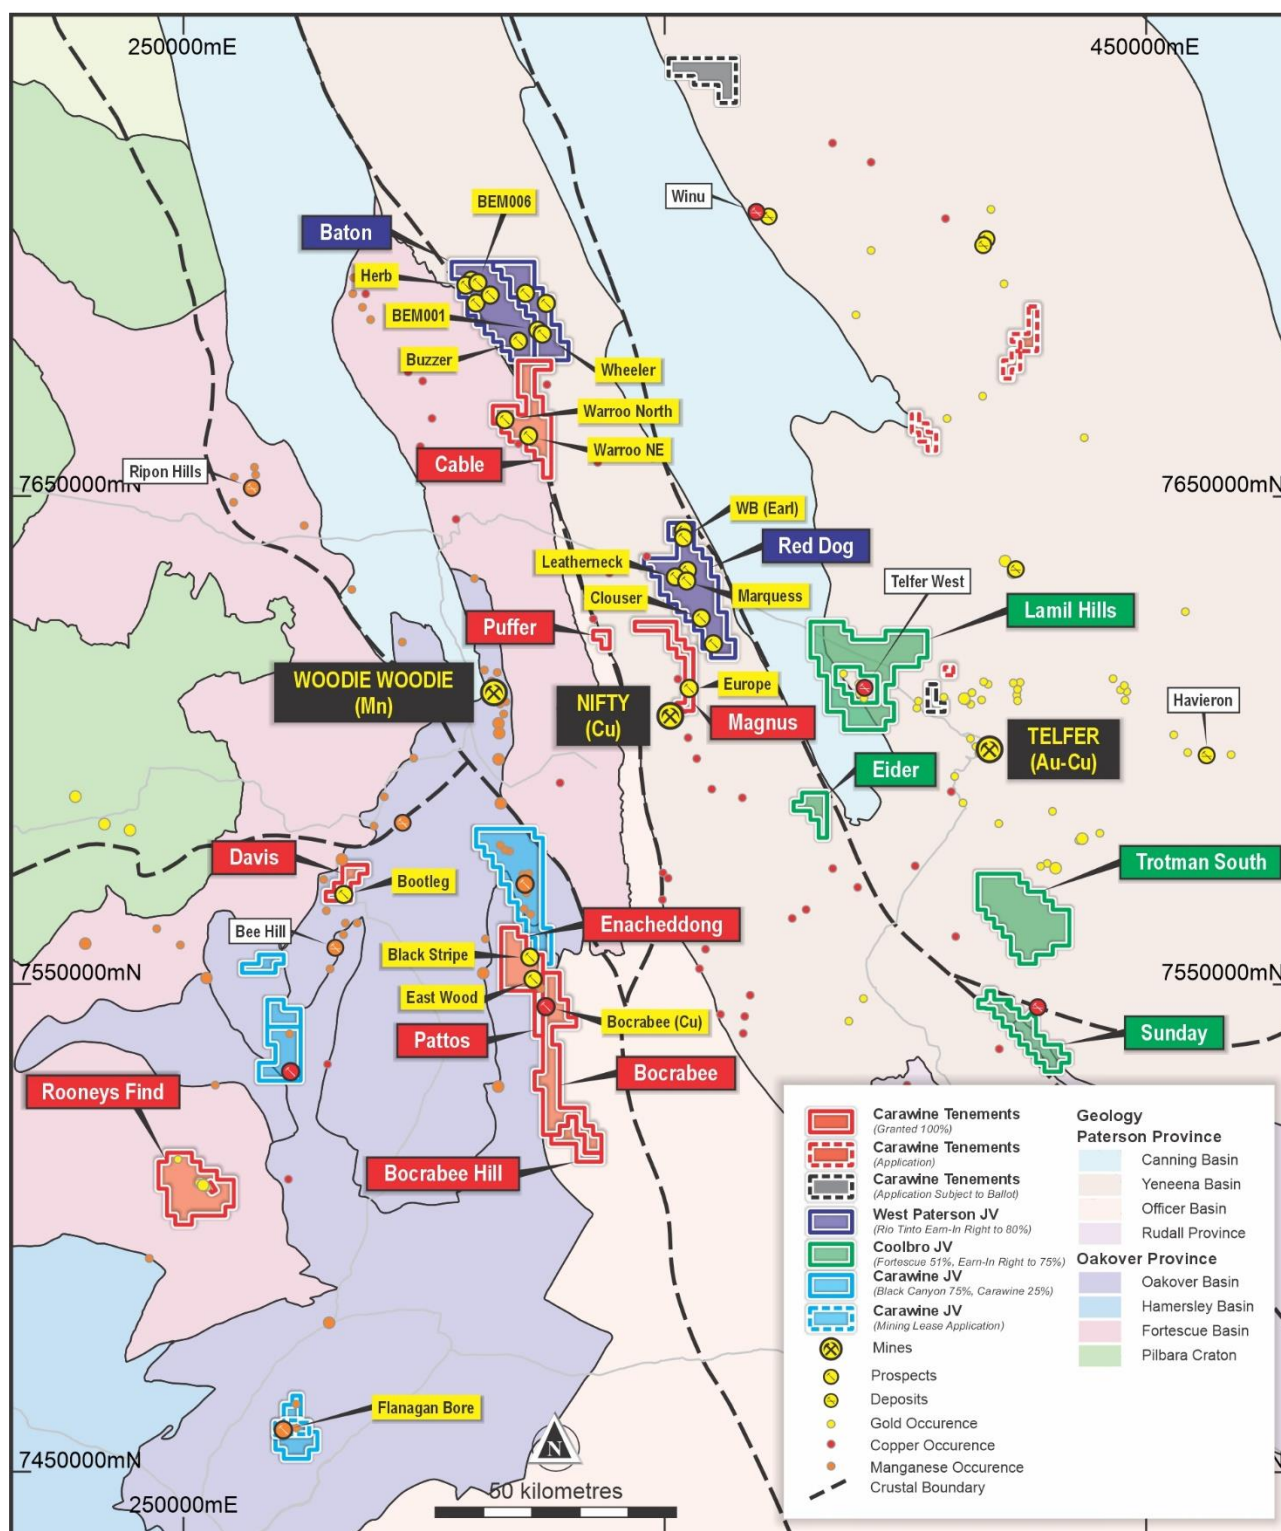 250000mE
450000mE
BEM006
Winu
Baton
Herb
BEM001
Buzzer
Wheeler
Warroo North
Warroo NE
Cable
Ripon Hills
7650000mN
7650000mN
WB (Earl)
Red Dog
Leatherneck
Telfer West
Clouser
Marquess
Lamil Hills
Puffer
WOODIE WOODIE
(Mn)
NIFTY
(Cu)
Europe
Magnus
Havieron
TELFER
(Au-Cu)
Eider
Davis
Bootleg
Trotman South
Bee Hill
Enacheddong
Black Stripe
7550000mN
7550000mN
East Wood
Bocrabee (Cu)
Pattos
Sunday
Bocrabee
Rooneys Find
Bocrabee Hill
Flanagan Bore
7450000mN
N
50 kilometres
250000mE
Carawine Tenements
(Granted 100%)
Carawine Tenements
(Application)
Carawine Tenements
(Application Subject to Ballot)
West Paterson JV
(Rio Tinto Earn-In Right to 80%)
Coolbro JV
(Fortescue 51%, Earn-In Right to 75%)
Carawine JV
(Black Canyon 75%, Carawine 25%)
Carawine JV
(Mining Lease Application)
Mines
Prospects
Deposits
Gold Occurence
Copper Occurence
Manganese Occurence
Crustal Boundary
Geology
Paterson Province
Canning Basin
Yeneena Basin
Officer Basin
Rudall Province
Oakover Province
Oakover Basin
Hamersley Basin
Fortescue Basin
Pilbara Craton